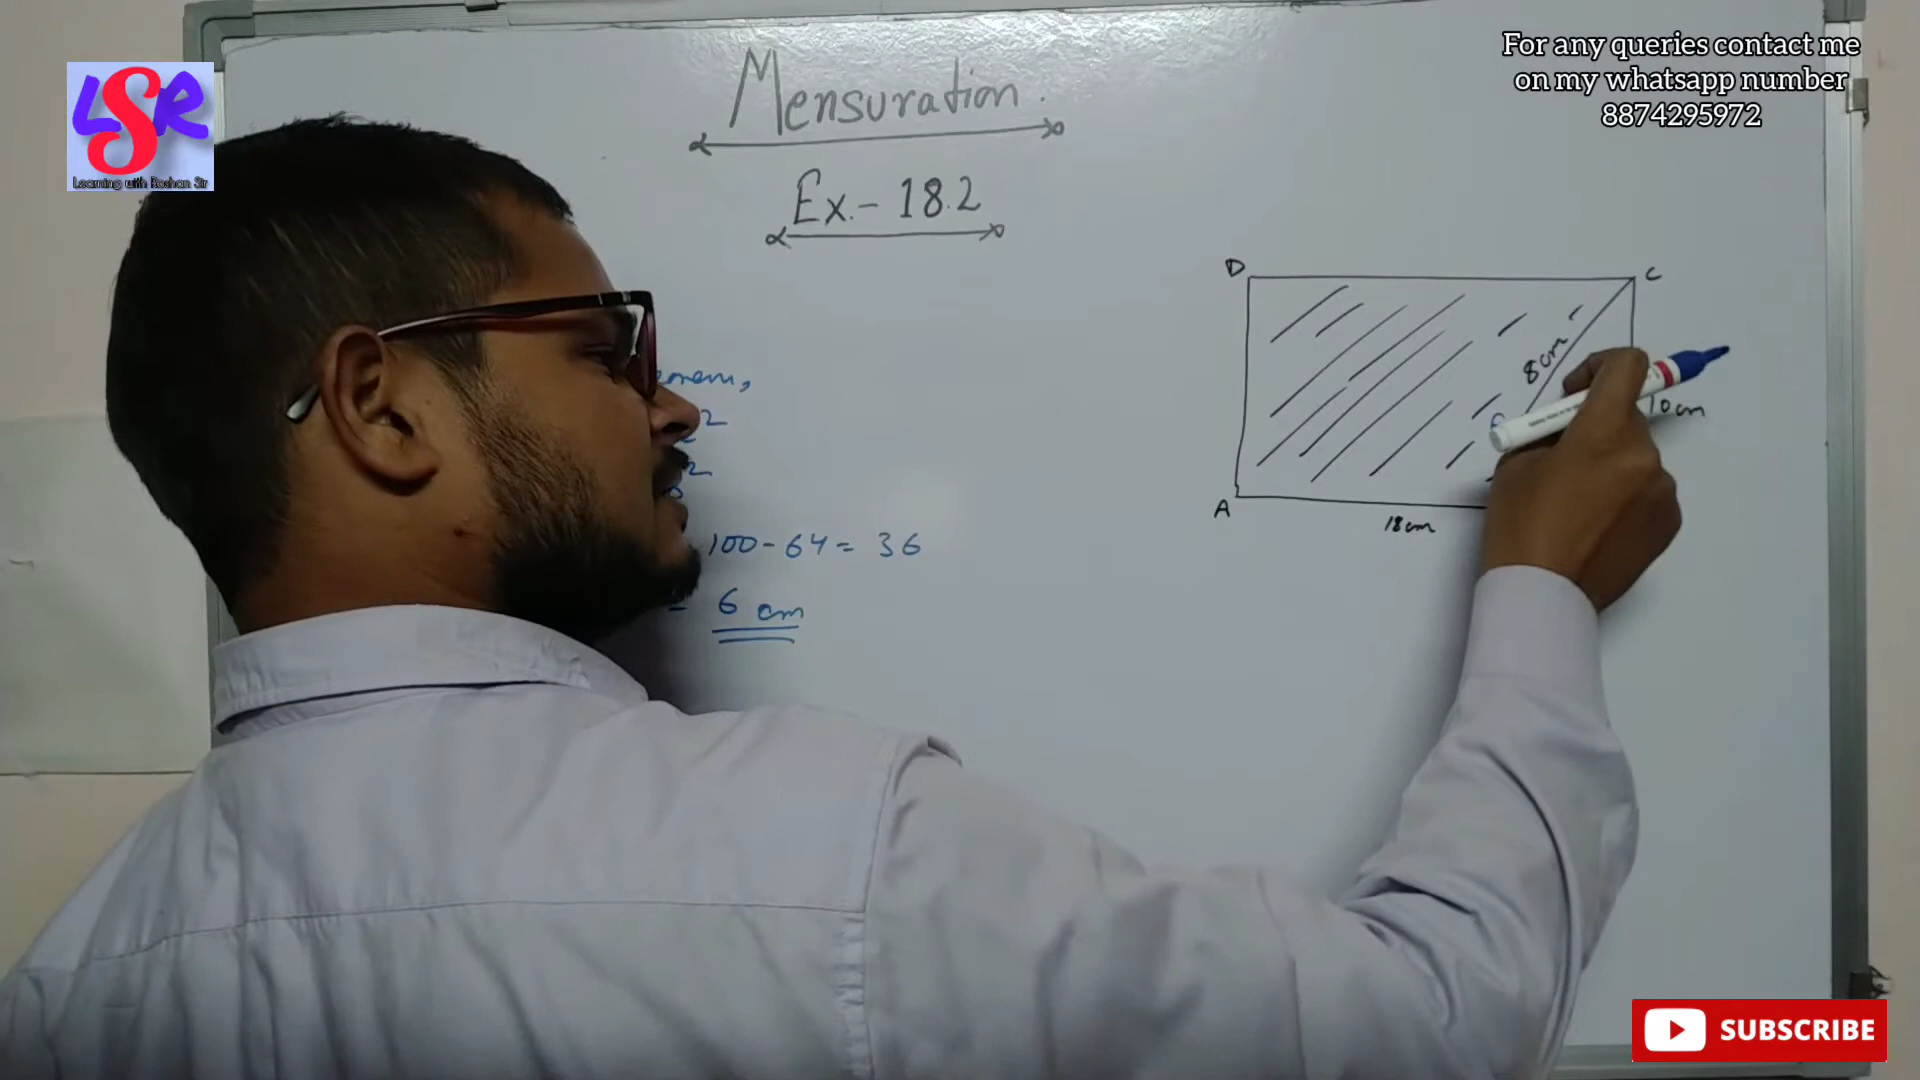 LSR
Learning with Roshan Sir
For any queries contact me
on my whatsapp number
8874295972
Mensuration.
Ex.- 18.2
D
C
8cm
10cm
A
18cm
100-64= 36
= 6 cm
SUBSCRIBE